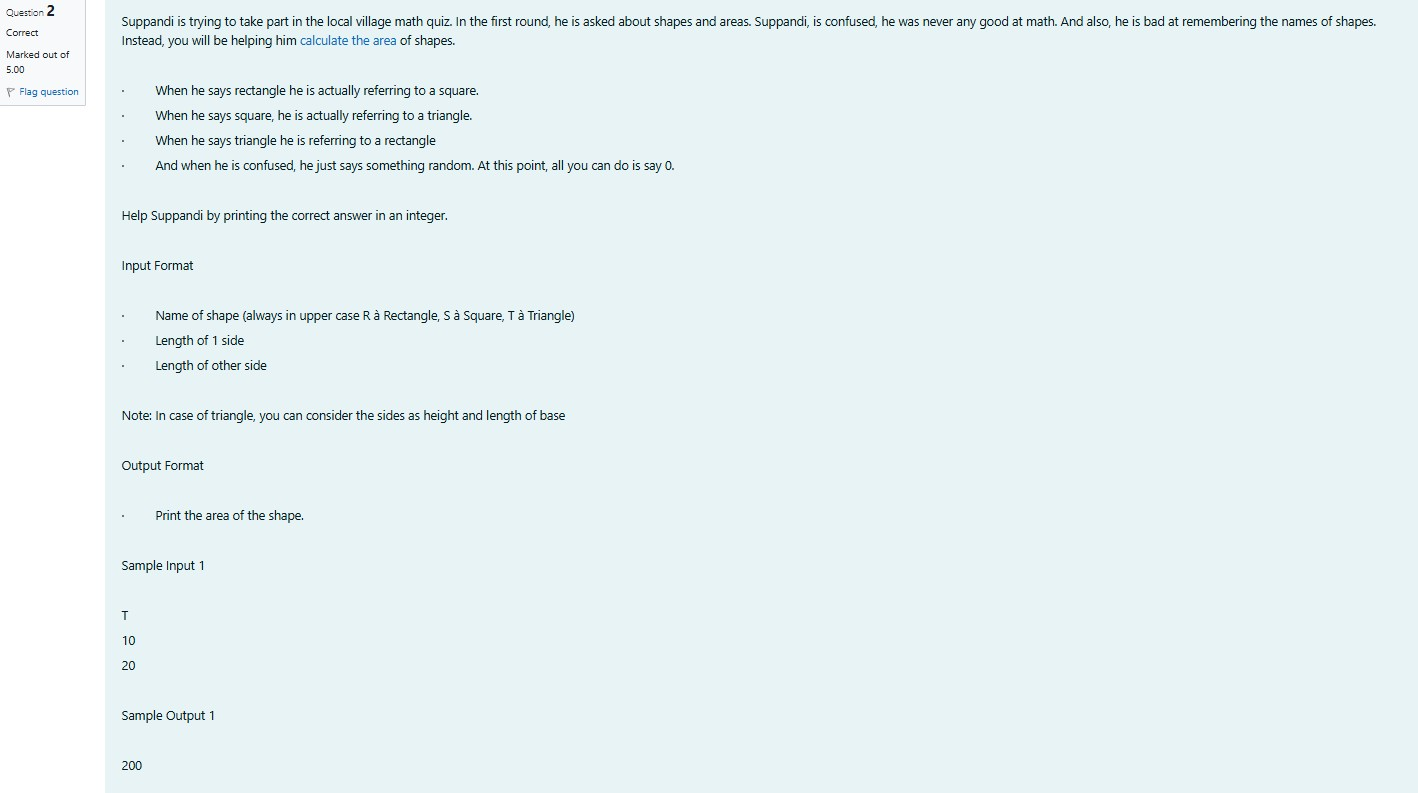 Question 2
Correct
Marked out of
5.00
Flag question
Suppandi is trying to take part in the local village math quiz. In the first round, he is asked about shapes and areas. Suppandi, is confused, he was never any good at math. And also, he is bad at remembering the names of shapes.
Instead, you will be helping him calculate the area of shapes.
· When he says rectangle he is actually referring to a square.
· When he says square, he is actually referring to a triangle.
· When he says triangle he is referring to a rectangle
· And when he is confused, he just says something random. At this point, all you can do is say 0.
Help Suppandi by printing the correct answer in an integer.
Input Format
· Name of shape (always in upper case R à Rectangle, S à Square, T à Triangle)
· Length of 1 side
· Length of other side
Note: In case of triangle, you can consider the sides as height and length of base
Output Format
· Print the area of the shape.
Sample Input 1
T
10
20
Sample Output 1
200